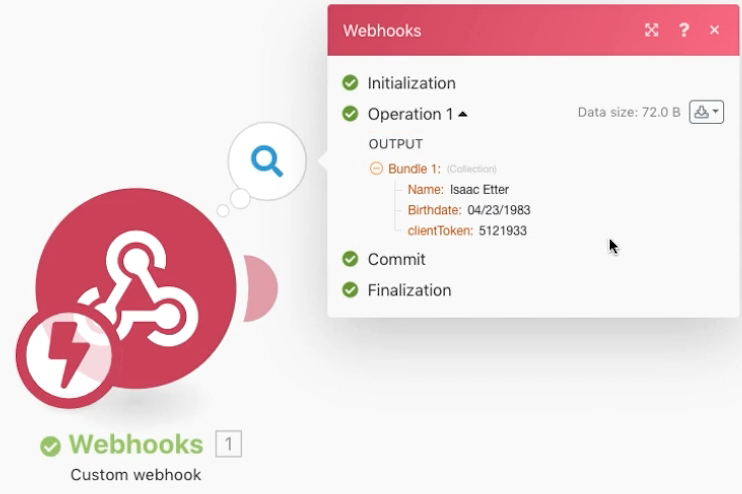 Webhooks
Initialization
Operation 1
Data size: 72.0 B
OUTPUT
Bundle 1: (Collection)
Name: Isaac Etter
Birthdate: 04/23/1983
clientToken: 5121933
Commit
Finalization
Webhooks 1
Custom webhook